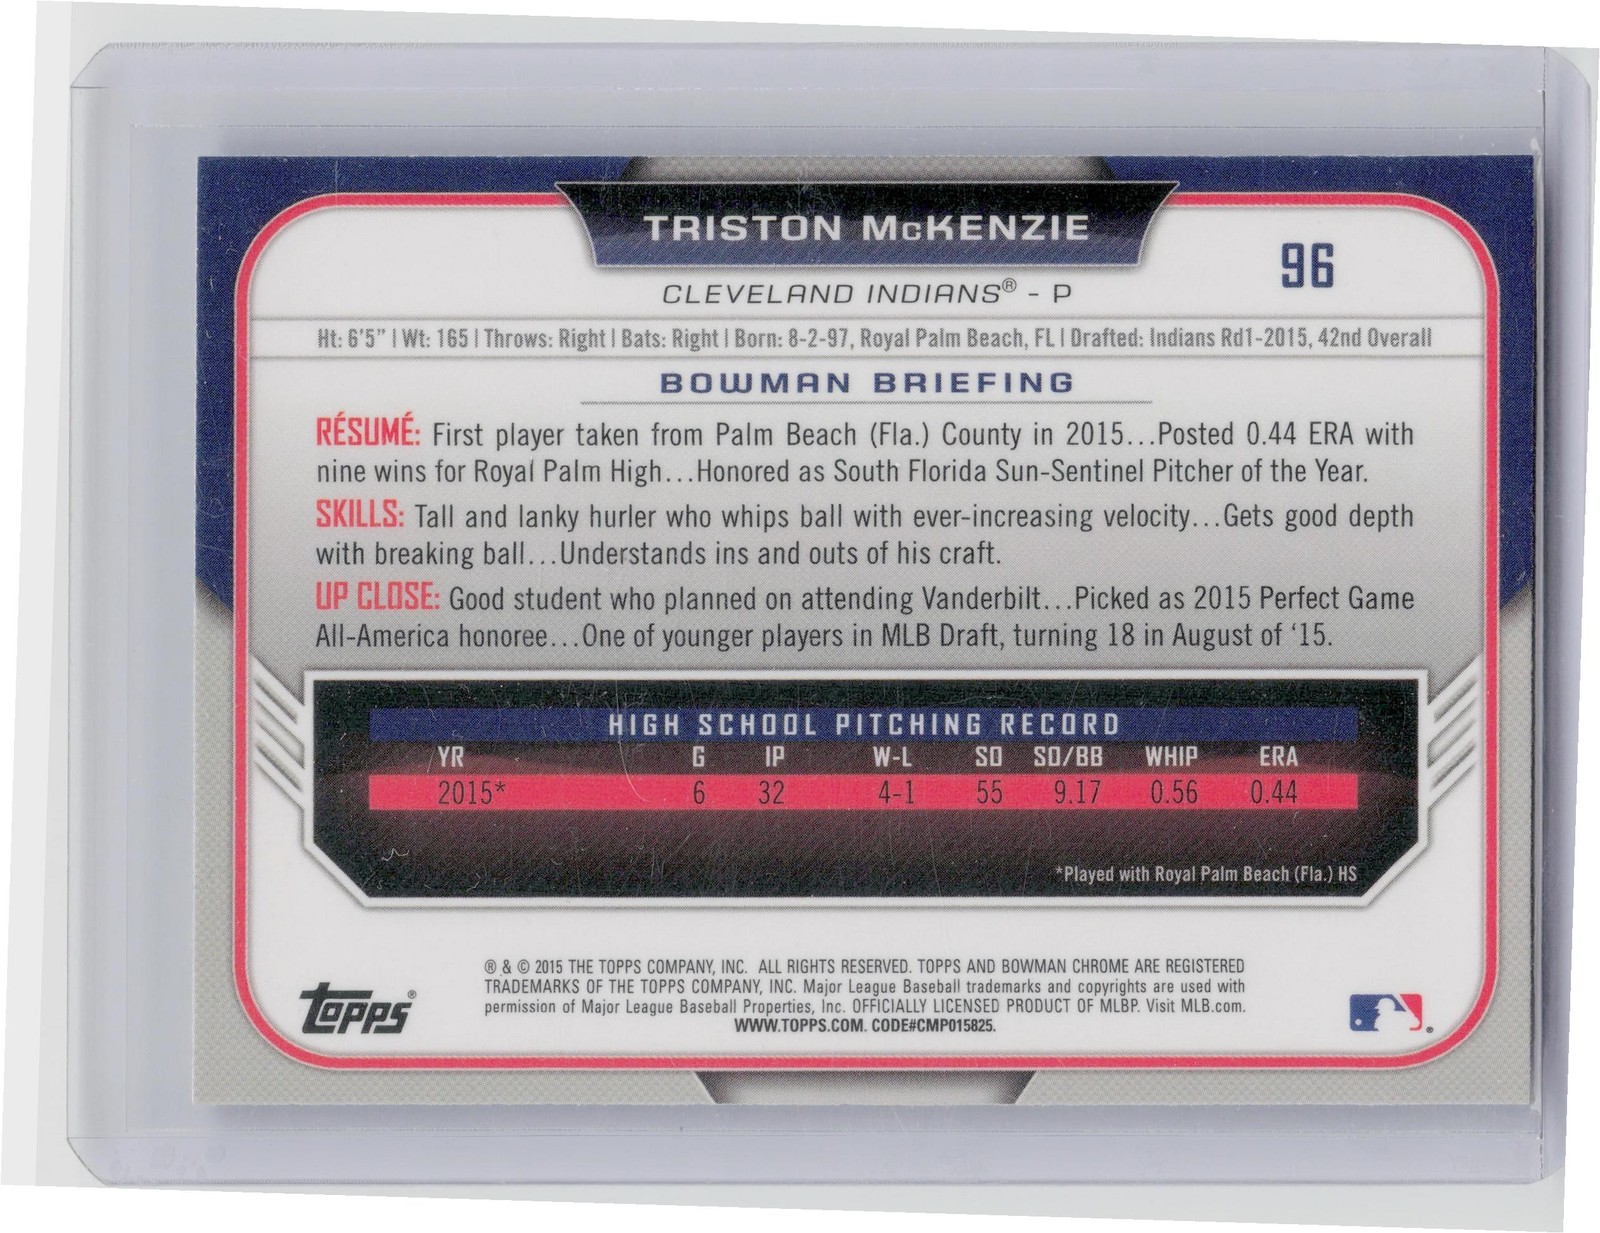 TRISTON McKENZIE
96
CLEVELAND INDIANS® - P
Ht: 6'5" | Wt: 165 | Throws: Right | Bats: Right | Born: 8-2-97, Royal Palm Beach, FL | Drafted: Indians Rd1-2015, 42nd Overall
BOWMAN BRIEFING
RÉSUMÉ: First player taken from Palm Beach (Fla.) County in 2015...Posted 0.44 ERA with
nine wins for Royal Palm High...Honored as South Florida Sun-Sentinel Pitcher of the Year.
SKILLS: Tall and lanky hurler who whips ball with ever-increasing velocity...Gets good depth
with breaking ball...Understands ins and outs of his craft.
UP CLOSE: Good student who planned on attending Vanderbilt...Picked as 2015 Perfect Game
All-America honoree...One of younger players in MLB Draft, turning 18 in August of '15.
HIGH SCHOOL PITCHING RECORD
YR G IP W-L SO SO/BB WHIP ERA
2015* 6 32 4-1 55 9.17 0.56 0.44
*Played with Royal Palm Beach (Fla.) HS
® & © 2015 THE TOPPS COMPANY, INC. ALL RIGHTS RESERVED. TOPPS AND BOWMAN CHROME ARE REGISTERED
TRADEMARKS OF THE TOPPS COMPANY, INC. Major League Baseball trademarks and copyrights are used with
permission of Major League Baseball Properties, Inc. OFFICIALLY LICENSED PRODUCT OF MLBP. Visit MLB.com.
WWW.TOPPS.COM. CODE#CMP015825.
Topps®